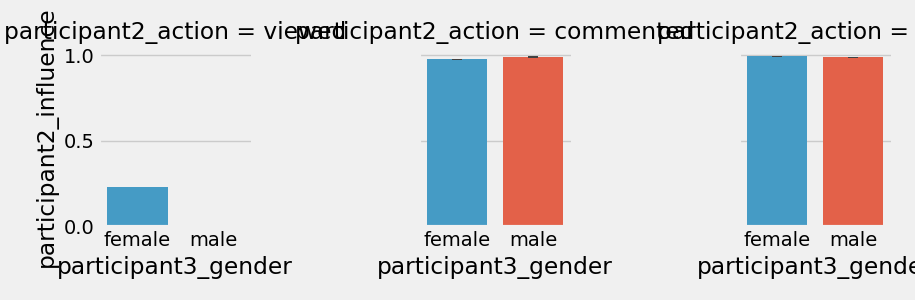 participant2_action = viewed
participant2_action = commented
participant2_action =
participant2_influence
1.0
0.5
0.0
female male
female male
female male
participant3_gender
participant3_gender
participant3_gende